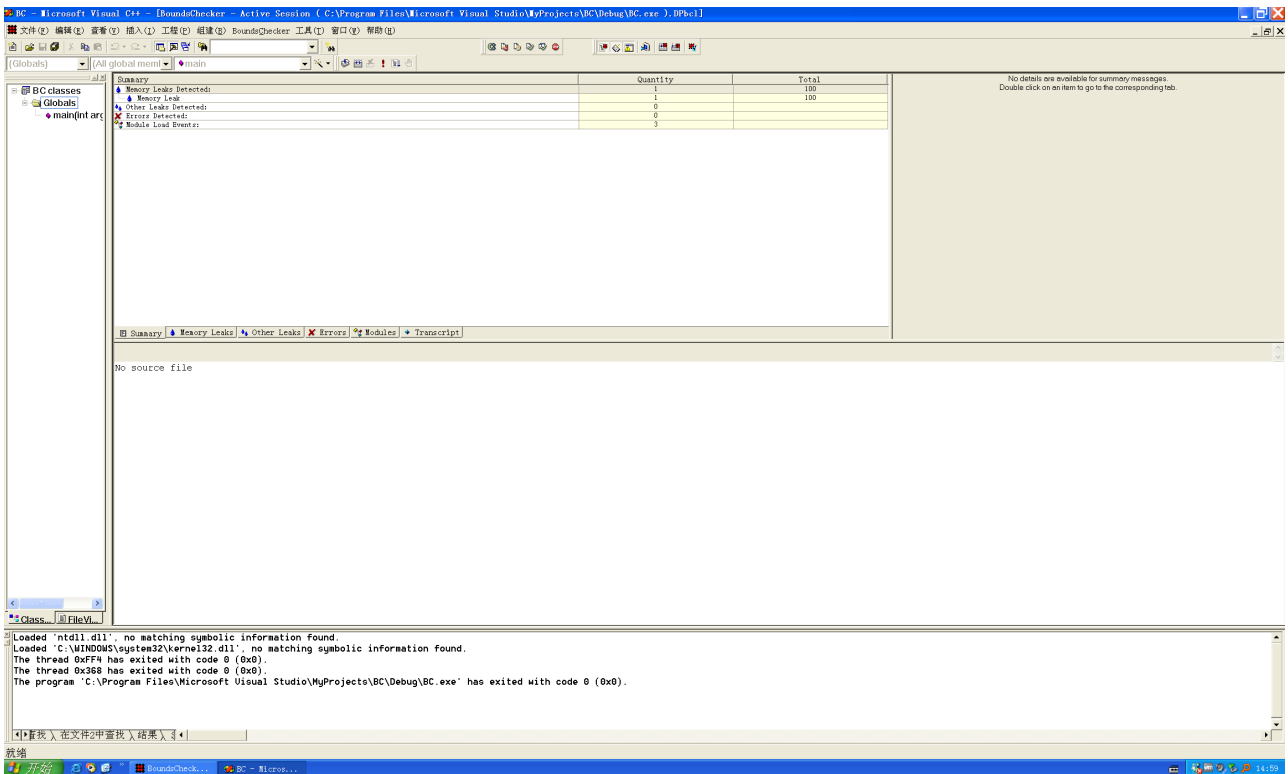 BC - Microsoft Visual C++ - [BoundsChecker - Active Session ( C:\Program Files\Microsoft Visual Studio\MyProjects\BC\Debug\BC.exe ).DPbcl]
文件(F) 编辑(E) 查看(V) 插入(I) 工程(P) 组建(B) BoundsChecker 工具(T) 窗口(W) 帮助(H)
(Globals) (All global meml main
BC classes
Globals
main(int arg
Summary Quantity Total
Memory Leaks Detected: 1 100
Memory Leak 1 100
Other Leaks Detected: 0
Errors Detected: 0
Module Load Events: 3
No details are available for summary messages.
Double click on an item to go to the corresponding tab.
Summary Memory Leaks Other Leaks Errors Modules Transcript
No source file
Class... FileVi...
Loaded 'ntdll.dll', no matching symbolic information found.
Loaded 'C:\WINDOWS\system32\kernel32.dll', no matching symbolic information found.
The thread 0xFF4 has exited with code 0 (0x0).
The thread 0x368 has exited with code 0 (0x0).
The program 'C:\Program Files\Microsoft Visual Studio\MyProjects\BC\Debug\BC.exe' has exited with code 0 (0x0).
查找 在文件2中查找 结果
就绪
开始 BoundsCheck... BC - Micros... 14:59